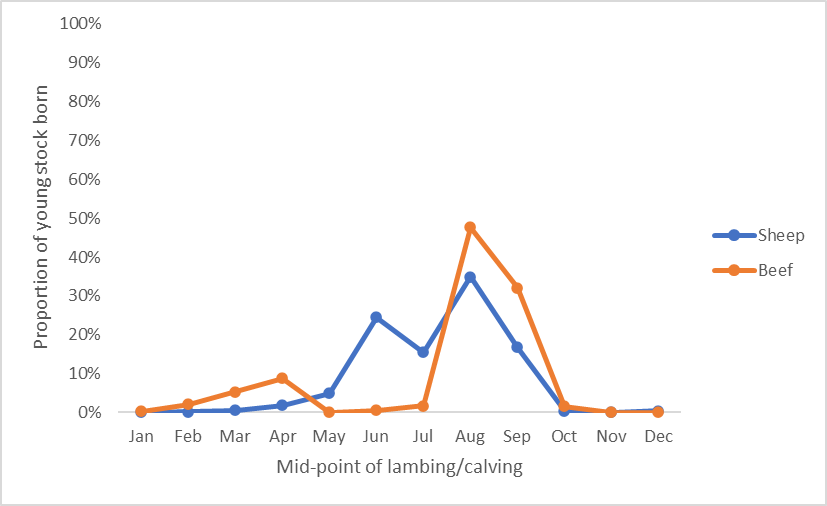 100%
90%
80%
70%
60%
50%
40%
30%
20%
10%
0%
Proportion of young stock born
Jan Feb Mar Apr May Jun Jul Aug Sep Oct Nov Dec
Mid-point of lambing/calving
Sheep
Beef